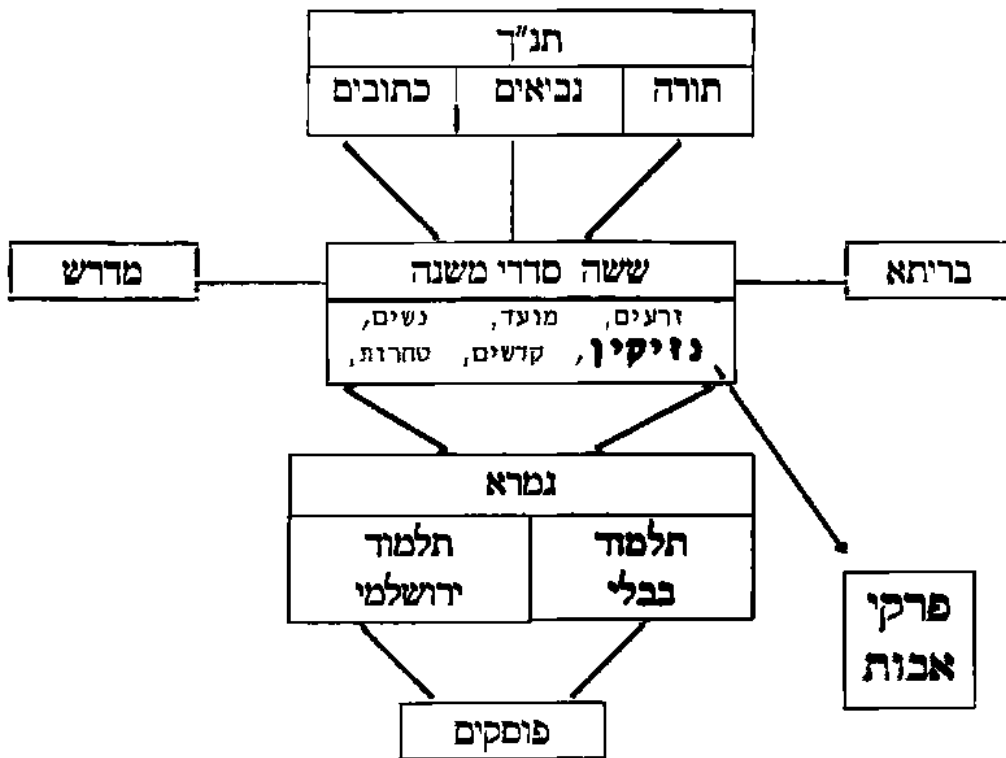 תנ"ך
תורה נביאים כתובים
בריתא ששה סדרי משנה מדרש
זרעים, מועד, נשים,
נזיקין, קדשים, טהרות,
גמרא
תלמוד תלמוד
בבלי ירושלמי
פרקי
אבות
פוסקים